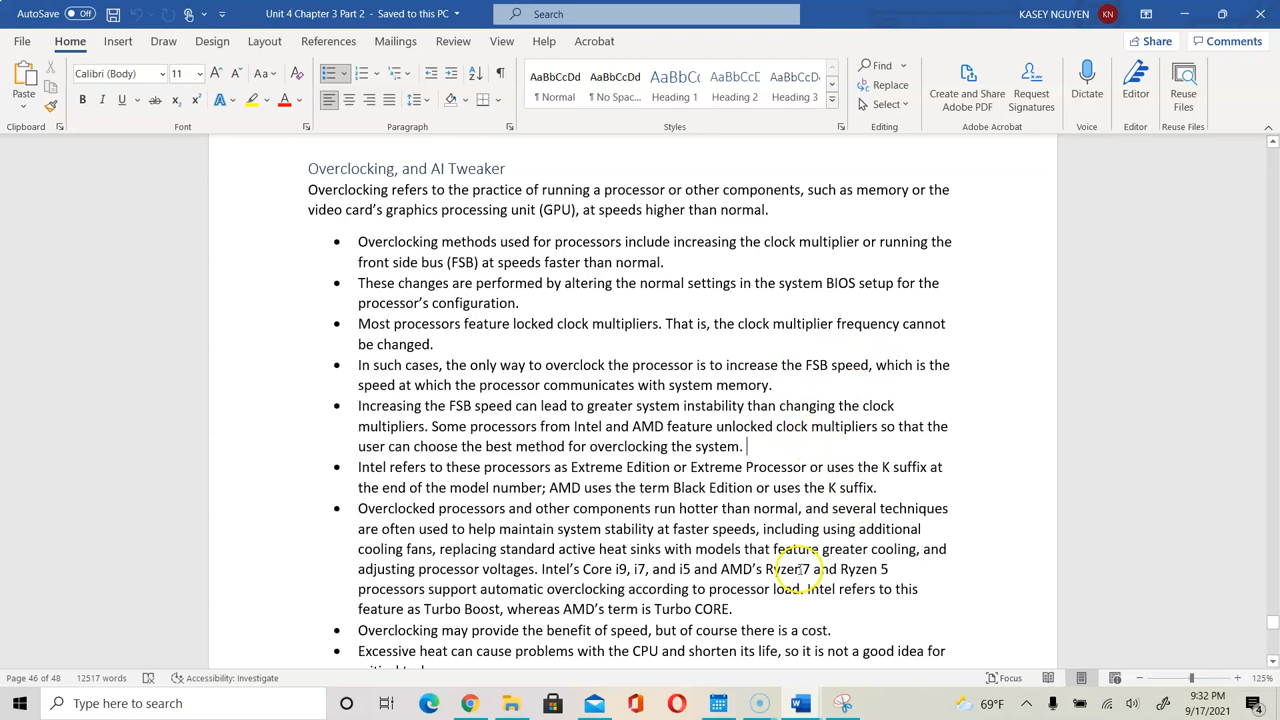 AutoSave Off Unit 4 Chapter 3 Part 2 - Saved to this PC Search KASEY NGUYEN KN
File Home Insert Draw Design Layout References Mailings Review View Help Acrobat Share Comments
Paste Calibri (Body) 11 A A Aa A AaBbCcDd AaBbCcDd AaBbCcDd AaBbCcDd AaBbCcDd Find
¶ Normal ¶ No Spac... Heading 1 Heading 2 Heading 3 Replace Create and Share Adobe PDF Request Signatures Dictate Editor Reuse Files
B I U ab x₂ x² A A Select
Clipboard Font Paragraph Styles Editing Adobe Acrobat Voice Editor Reuse Files
Overclocking, and AI Tweaker
Overclocking refers to the practice of running a processor or other components, such as memory or the
video card’s graphics processing unit (GPU), at speeds higher than normal.
• Overclocking methods used for processors include increasing the clock multiplier or running the
front side bus (FSB) at speeds faster than normal.
• These changes are performed by altering the normal settings in the system BIOS setup for the
processor’s configuration.
• Most processors feature locked clock multipliers. That is, the clock multiplier frequency cannot
be changed.
• In such cases, the only way to overclock the processor is to increase the FSB speed, which is the
speed at which the processor communicates with system memory.
• Increasing the FSB speed can lead to greater system instability than changing the clock
multipliers. Some processors from Intel and AMD feature unlocked clock multipliers so that the
user can choose the best method for overclocking the system.
• Intel refers to these processors as Extreme Edition or Extreme Processor or uses the K suffix at
the end of the model number; AMD uses the term Black Edition or uses the K suffix.
• Overclocked processors and other components run hotter than normal, and several techniques
are often used to help maintain system stability at faster speeds, including using additional
cooling fans, replacing standard active heat sinks with models that feature greater cooling, and
adjusting processor voltages. Intel’s Core i9, i7, and i5 and AMD’s Ryzen7 and Ryzen 5
processors support automatic overclocking according to processor load. Intel refers to this
feature as Turbo Boost, whereas AMD’s term is Turbo CORE.
• Overclocking may provide the benefit of speed, but of course there is a cost.
• Excessive heat can cause problems with the CPU and shorten its life, so it is not a good idea for
Page 46 of 48 12517 words Accessibility: Investigate Focus 125%
Type here to search 69°F 9:32 PM
9/17/2021 4